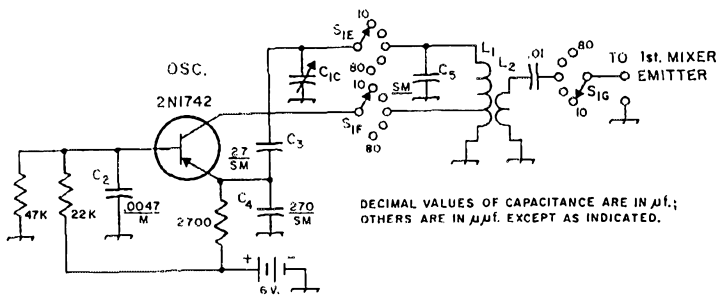 OSC.
2N1742
S1E
10
80
C1C
10
S1F
80
SM
C5
L1
L2
.01
80
10
S1G
TO 1st. MIXER
EMITTER
C3
27
SM
C2
.0047
M
47K
22K
2700
C4
270
SM
+
-
6V.
DECIMAL VALUES OF CAPACITANCE ARE IN µf.;
OTHERS ARE IN µµf. EXCEPT AS INDICATED.